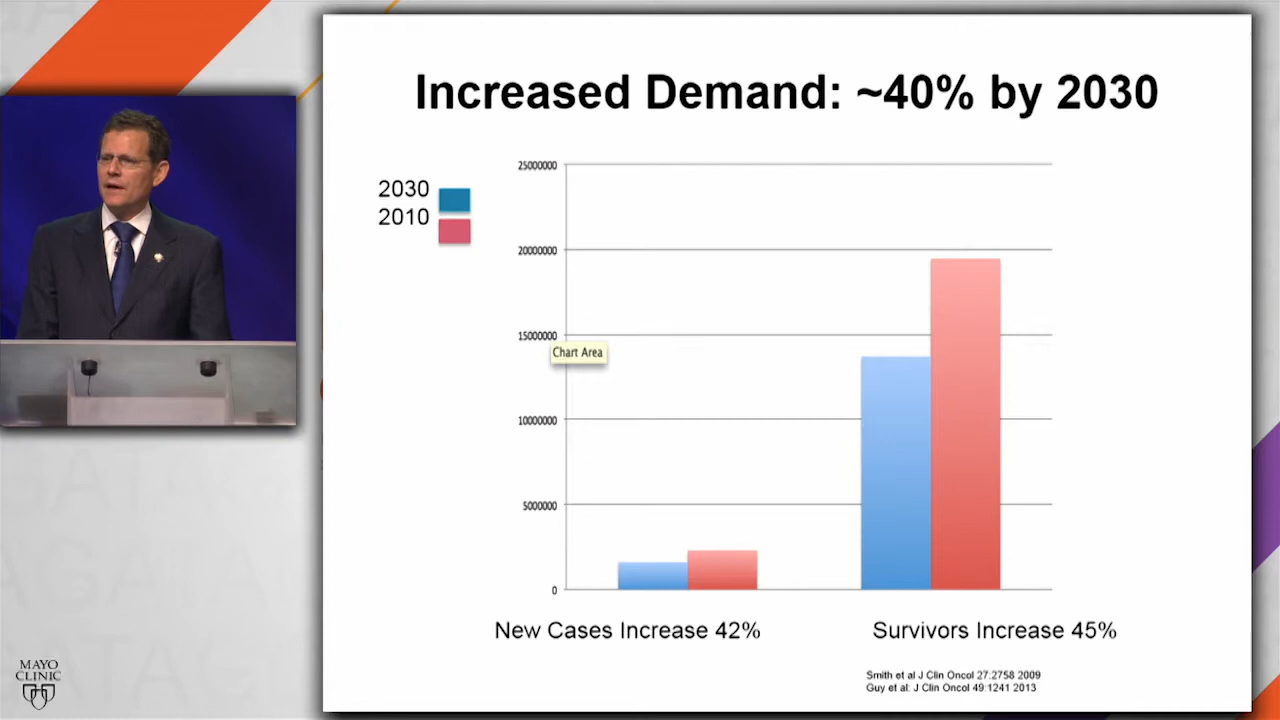 Increased Demand: ~40% by 2030
2030
2010
25000000
20000000
15000000
Chart Area
10000000
5000000
0
New Cases Increase 42%
Survivors Increase 45%
Smith et al J Clin Oncol 27:2758 2009
Guy et al: J Clin Oncol 49:1241 2013
MAYO
CLINIC